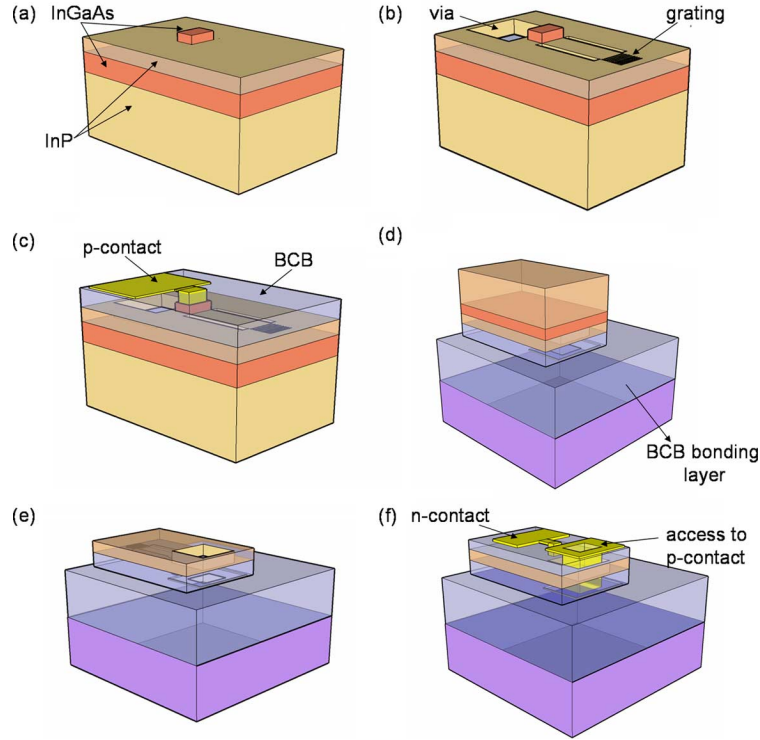 (a)
InGaAs
InP
(b)
via
grating
(c)
p-contact
BCB
(d)
BCB bonding
layer
(e)
(f)
n-contact
access to
p-contact